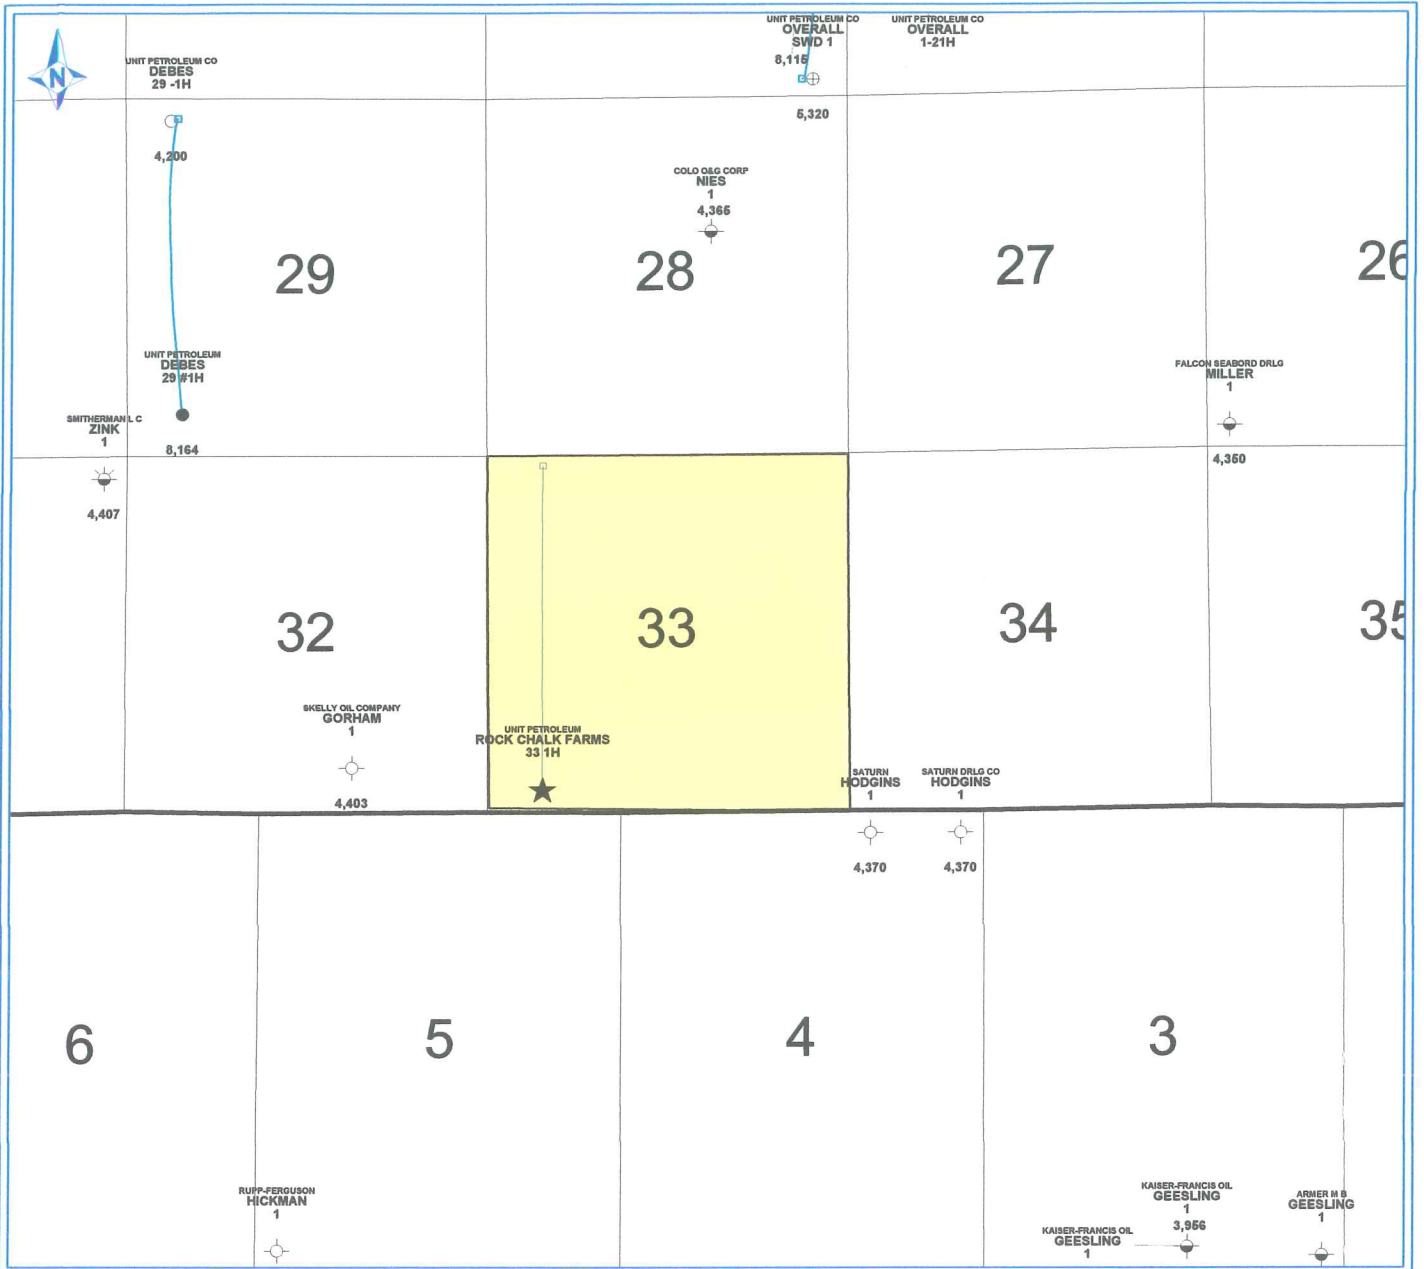 UNIT PETROLEUM CO
OVERALL
SWD 1
8,115
5,320
UNIT PETROLEUM CO
OVERALL
1-21H
N
UNIT PETROLEUM CO
DEBES
29 -1H
4,200
COLO O&G CORP
NIES
1
4,365
29
28
27
26
UNIT PETROLEUM
DEBES
29 #1H
8,164
FALCON SEABORD DRLG
MILLER
1
4,350
SMITHERMAN L C
ZINK
1
4,407
32
33
34
35
SKELLY OIL COMPANY
GORHAM
1
4,403
UNIT PETROLEUM
ROCK CHALK FARMS
33 1H
SATURN
HODGINS
1
4,370
SATURN DRLG CO
HODGINS
1
4,370
6
5
4
3
RUPP-FERGUSON
HICKMAN
1
KAISER-FRANCIS OIL
GEESLING
1
3,956
KAISER-FRANCIS OIL
GEESLING
1
ARMER M B
GEESLING
1